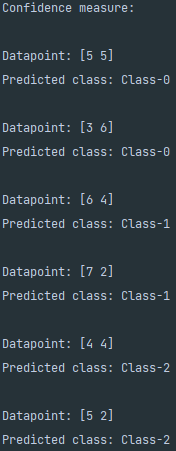 Confidence measure:
Datapoint: [5 5]
Predicted class: Class-0
Datapoint: [3 6]
Predicted class: Class-0
Datapoint: [6 4]
Predicted class: Class-1
Datapoint: [7 2]
Predicted class: Class-1
Datapoint: [4 4]
Predicted class: Class-2
Datapoint: [5 2]
Predicted class: Class-2